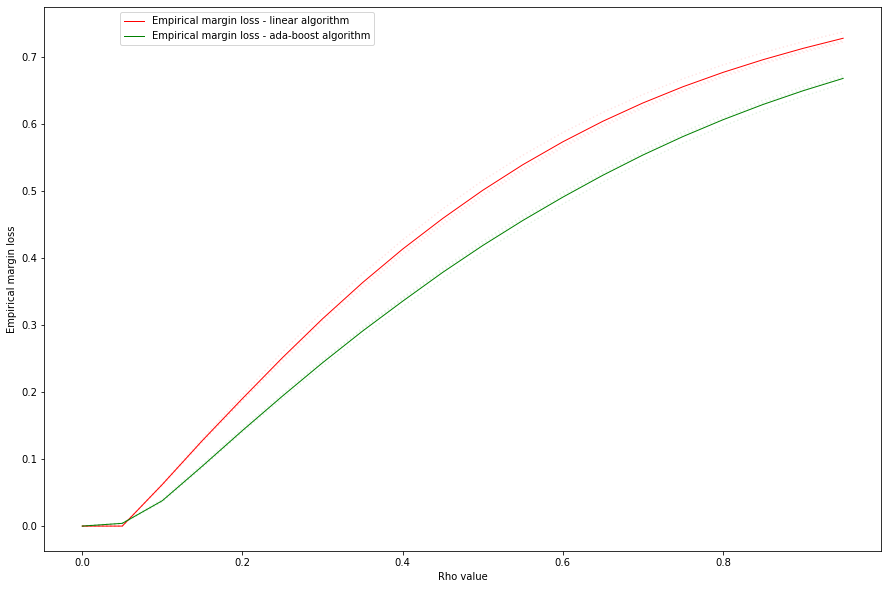 Empirical margin loss - linear algorithm
Empirical margin loss - ada-boost algorithm
0.7
0.6
0.5
0.4
0.3
0.2
0.1
0.0
Empirical margin loss
0.0 0.2 0.4 0.6 0.8
Rho value